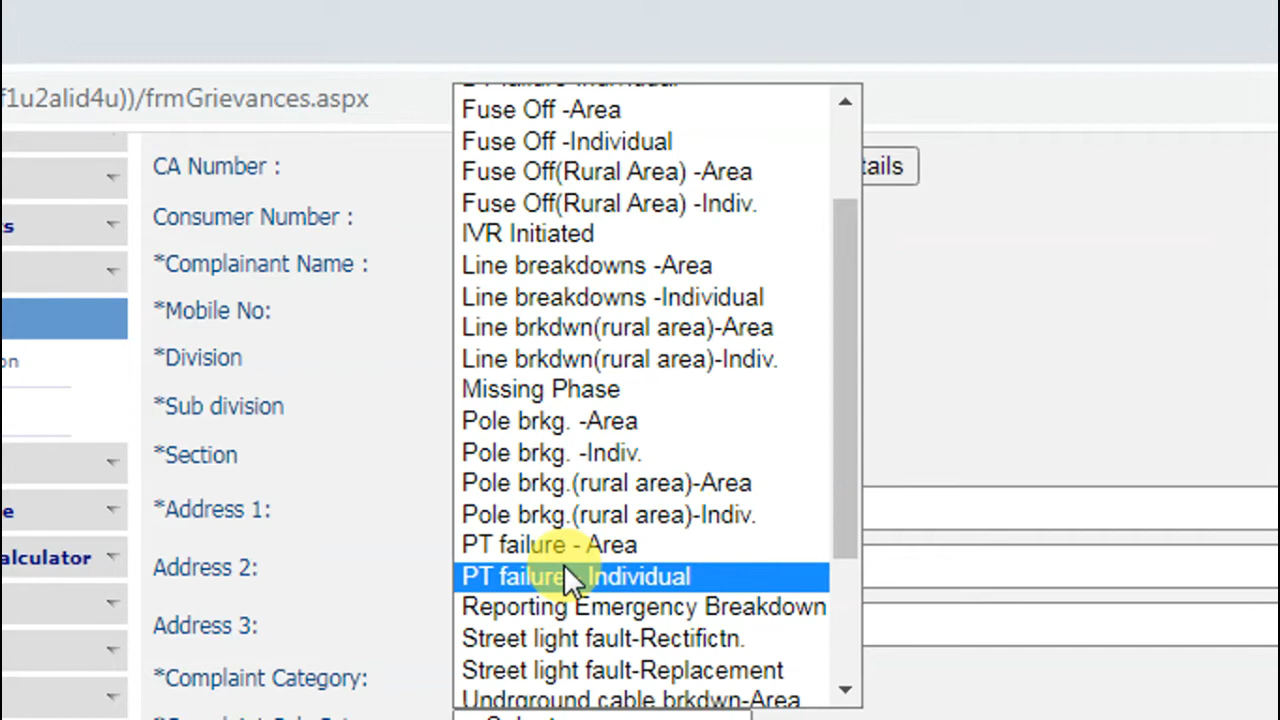 f1u2alid4u))/frmGrievances.aspx
CA Number :
tails
s
Consumer Number :
*Complainant Name :
*Mobile No:
on
*Division
*Sub division
*Section
e
*Address 1:
alculator
Address 2:
Address 3:
*Complaint Category:
Fuse Off -Area
Fuse Off -Individual
Fuse Off(Rural Area) -Area
Fuse Off(Rural Area) -Indiv.
IVR Initiated
Line breakdowns -Area
Line breakdowns -Individual
Line brkdwn(rural area)-Area
Line brkdwn(rural area)-Indiv.
Missing Phase
Pole brkg. -Area
Pole brkg. -Indiv.
Pole brkg.(rural area)-Area
Pole brkg.(rural area)-Indiv.
PT failure - Area
PT failure - Individual
Reporting Emergency Breakdown
Street light fault-Rectifictn.
Street light fault-Replacement
Undrground cable brkdwn-Area